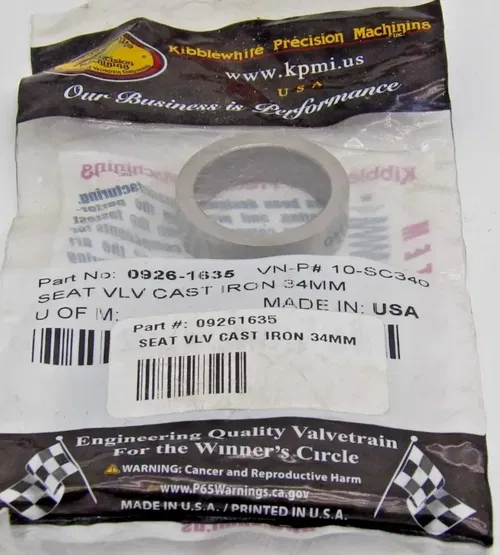 Kibblewhite Precision Machining
Inc.
www.kpmi.us
USA
Our Business is Performance
Part No: 0926-1635 VN-P# 10-SC340
SEAT VLV CAST IRON 34MM
U OF M: MADE IN: USA
Part #: 09261635
SEAT VLV CAST IRON 34MM
Engineering Quality Valvetrain
For the Winner's Circle
WARNING: Cancer and Reproductive Harm
www.P65Warnings.ca.gov
MADE IN U.S.A. / PRINTED IN U.S.A.